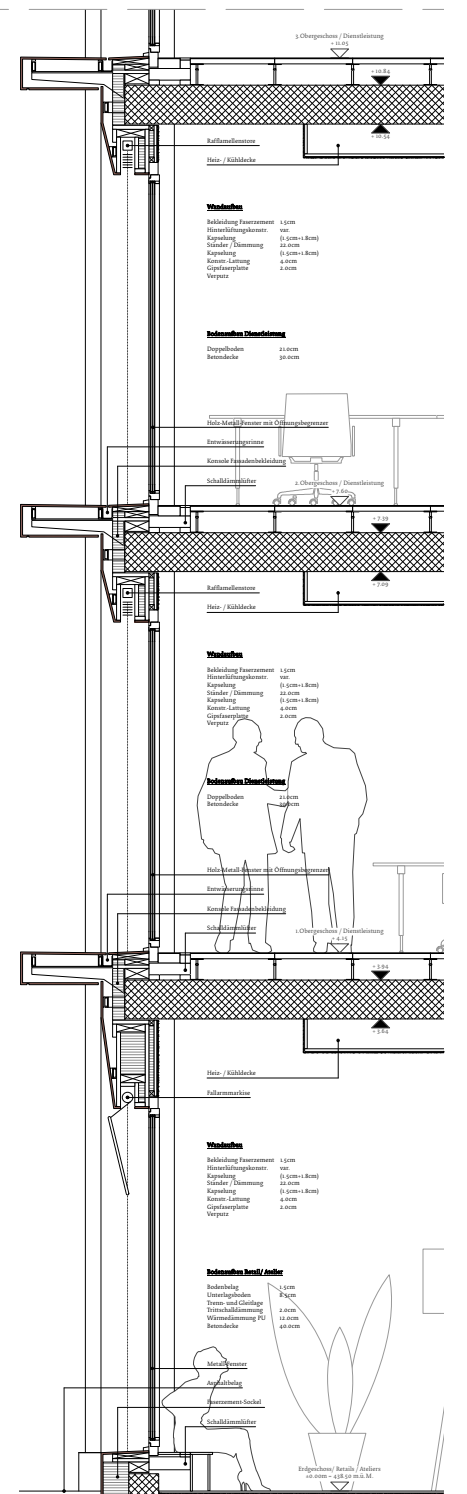 3.Obergeschoss / Dienstleistung
+ 11.05
+ 10.84
+ 10.54
Rafflamellenstore
Heiz- / Kühldecke
Wandaufbau
Bekleidung Faserzement 1.5cm
Hinterlüftungskonstr. var.
Kapselung (1.5cm+1.8cm)
Ständer / Dämmung 22.0cm
Kapselung (1.5cm+1.8cm)
Konstr.-Lattung 4.0cm
Gipsfaserplatte 2.0cm
Verputz
Bodenaufbau Dienstleistung
Doppelboden 21.0cm
Betondecke 30.0cm
Holz-Metall-Fenster mit Öffnungsbegrenzer
Entwässerungsrinne
Konsole Fassadenbekleidung
Schalldämmlüfter
2.Obergeschoss / Dienstleistung
+ 7.60
+ 7.39
+ 7.09
Rafflamellenstore
Heiz- / Kühldecke
Wandaufbau
Bekleidung Faserzement 1.5cm
Hinterlüftungskonstr. var.
Kapselung (1.5cm+1.8cm)
Ständer / Dämmung 22.0cm
Kapselung (1.5cm+1.8cm)
Konstr.-Lattung 4.0cm
Gipsfaserplatte 2.0cm
Verputz
Bodenaufbau Dienstleistung
Doppelboden 21.0cm
Betondecke 30.0cm
Holz-Metall-Fenster mit Öffnungsbegrenzer
Entwässerungsrinne
Konsole Fassadenbekleidung
Schalldämmlüfter
1.Obergeschoss / Dienstleistung
+ 4.15
+ 3.94
+ 3.64
Heiz- / Kühldecke
Fallarmmarkise
Wandaufbau
Bekleidung Faserzement 1.5cm
Hinterlüftungskonstr. var.
Kapselung (1.5cm+1.8cm)
Ständer / Dämmung 22.0cm
Kapselung (1.5cm+1.8cm)
Konstr.-Lattung 4.0cm
Gipsfaserplatte 2.0cm
Verputz
Bodenaufbau Retail/ Atelier
Bodenbelag 1.5cm
Unterlagsboden 8.5cm
Trenn- und Gleitlage
Trittschalldämmung 2.0cm
Wärmedämmung PU 12.0cm
Betondecke 40.0cm
Metall-Fenster
Asphaltbelag
Faserzement-Sockel
Schalldämmlüfter
Erdgeschoss/ Retails / Ateliers
±0.00m = 438.50 m.ü.M.